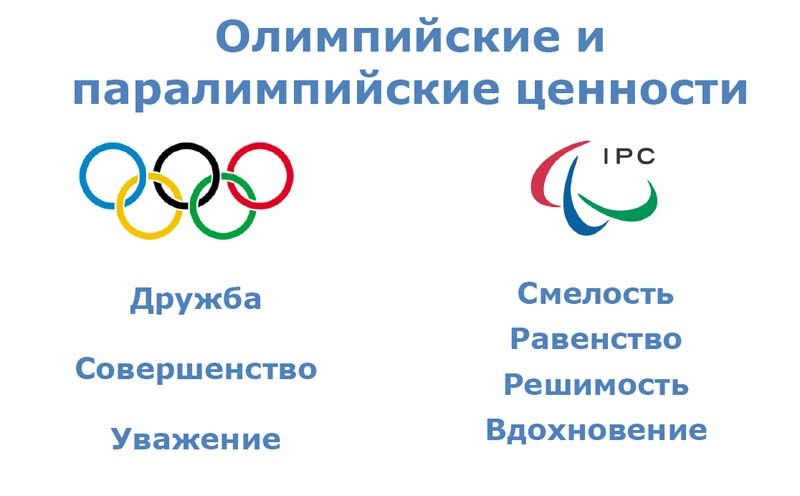 Олимпийские и
паралимпийские ценности
IPC
Дружба
Совершенство
Уважение
Смелость
Равенство
Решимость
Вдохновение